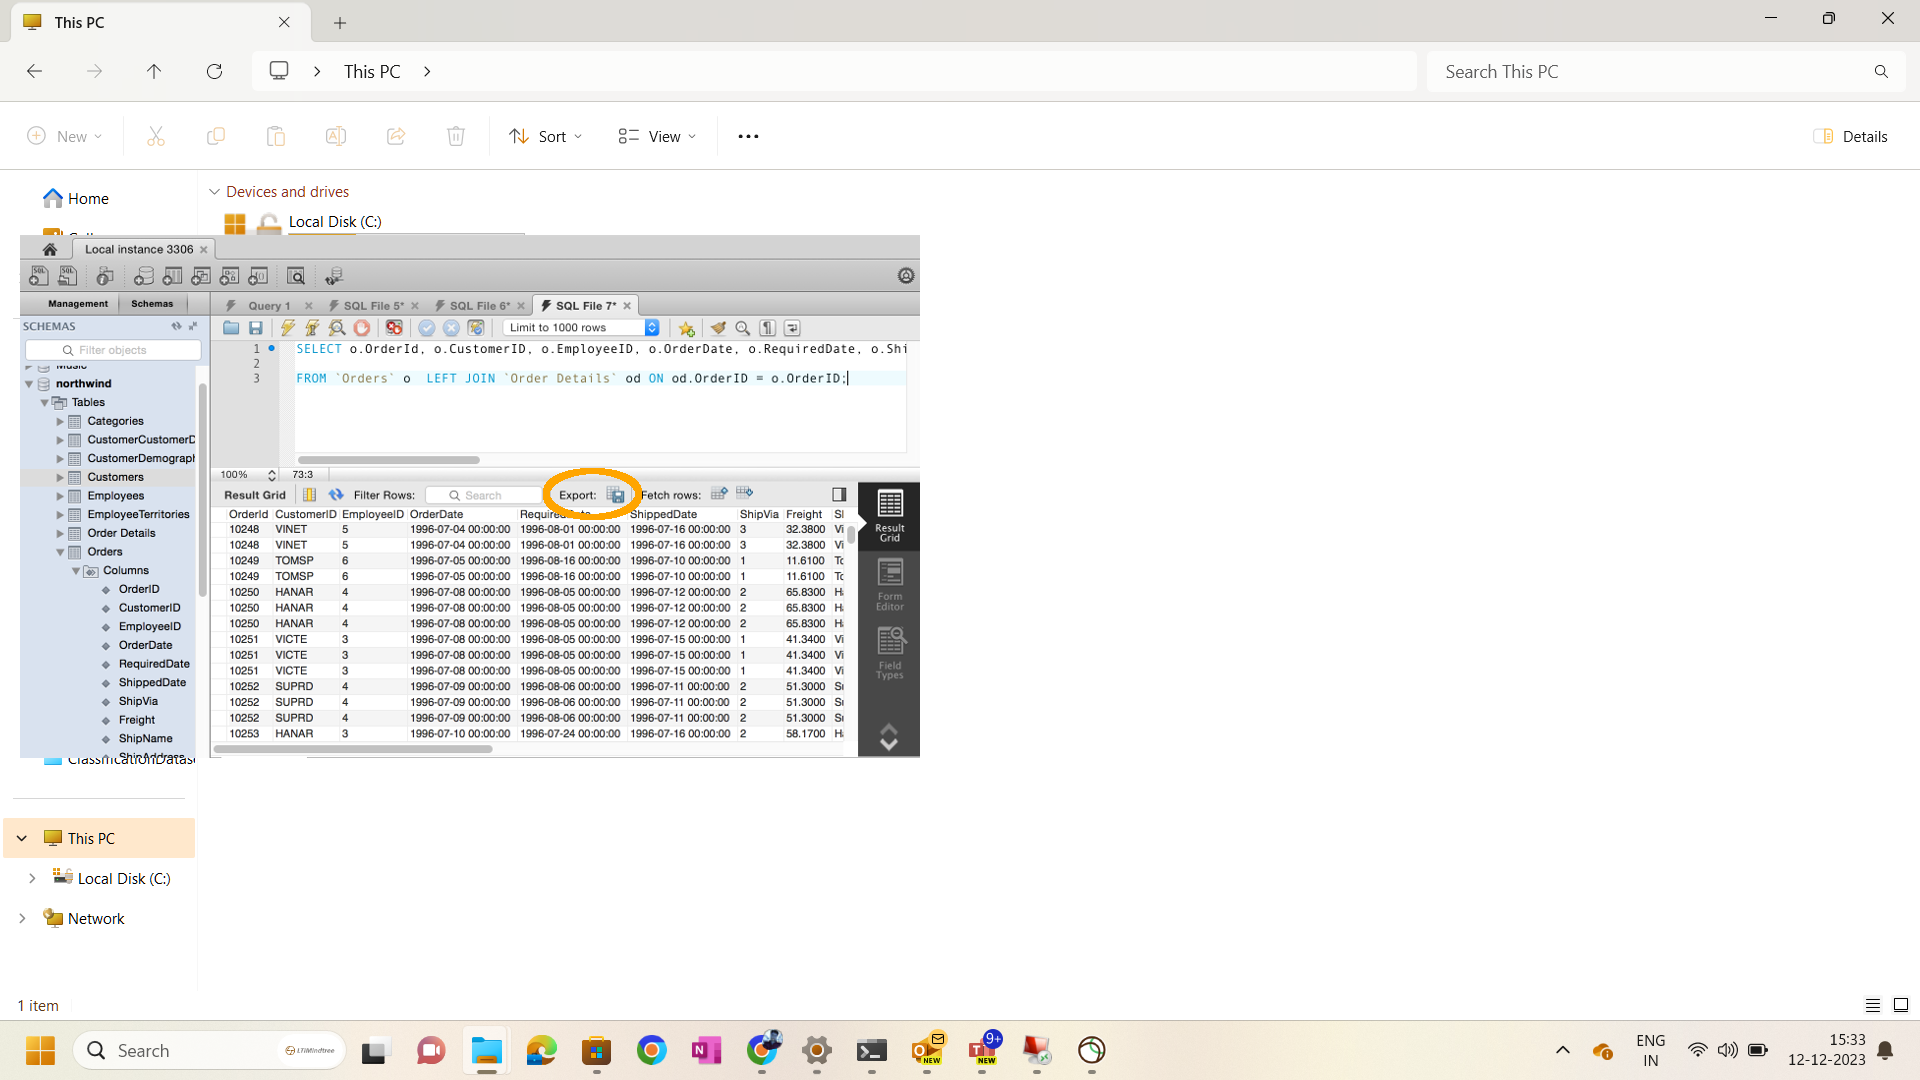 This PC
This PC
Search This PC
New
Sort
View
Details
Home
Devices and drives
Local Disk (C:)
Local instance 3306
Management
Schemas
Query 1
SQL File 5*
SQL File 6*
SQL File 7*
SCHEMAS
Limit to 1000 rows
Filter objects
1 SELECT o.OrderId, o.CustomerID, o.EmployeeID, o.OrderDate, o.RequiredDate, o.Shi
2
3 FROM `Orders` o LEFT JOIN `Order Details` od ON od.OrderID = o.OrderID;
Music
northwind
Tables
Categories
CustomerCustomerD
CustomerDemograph
Customers
Employees
EmployeeTerritories
Order Details
Orders
Columns
OrderID
CustomerID
EmployeeID
OrderDate
RequiredDate
ShippedDate
ShipVia
Freight
ShipName
ShipAddress
100% 73:3
Result Grid Filter Rows: Search Export: Fetch rows:
OrderId CustomerID EmployeeID OrderDate RequiredDate ShippedDate ShipVia Freight SI
10248 VINET 5 1996-07-04 00:00:00 1996-08-01 00:00:00 1996-07-16 00:00:00 3 32.3800 Vi
10248 VINET 5 1996-07-04 00:00:00 1996-08-01 00:00:00 1996-07-16 00:00:00 3 32.3800 Vi
10249 TOMSP 6 1996-07-05 00:00:00 1996-08-16 00:00:00 1996-07-10 00:00:00 1 11.6100 To
10249 TOMSP 6 1996-07-05 00:00:00 1996-08-16 00:00:00 1996-07-10 00:00:00 1 11.6100 To
10250 HANAR 4 1996-07-08 00:00:00 1996-08-05 00:00:00 1996-07-12 00:00:00 2 65.8300 Ha
10250 HANAR 4 1996-07-08 00:00:00 1996-08-05 00:00:00 1996-07-12 00:00:00 2 65.8300 Ha
10250 HANAR 4 1996-07-08 00:00:00 1996-08-05 00:00:00 1996-07-12 00:00:00 2 65.8300 Ha
10251 VICTE 3 1996-07-08 00:00:00 1996-08-05 00:00:00 1996-07-15 00:00:00 1 41.3400 Vi
10251 VICTE 3 1996-07-08 00:00:00 1996-08-05 00:00:00 1996-07-15 00:00:00 1 41.3400 Vi
10251 VICTE 3 1996-07-08 00:00:00 1996-08-05 00:00:00 1996-07-15 00:00:00 1 41.3400 Vi
10252 SUPRD 4 1996-07-09 00:00:00 1996-08-06 00:00:00 1996-07-11 00:00:00 2 51.3000 Su
10252 SUPRD 4 1996-07-09 00:00:00 1996-08-06 00:00:00 1996-07-11 00:00:00 2 51.3000 Su
10252 SUPRD 4 1996-07-09 00:00:00 1996-08-06 00:00:00 1996-07-11 00:00:00 2 51.3000 Su
10253 HANAR 3 1996-07-10 00:00:00 1996-07-24 00:00:00 1996-07-16 00:00:00 2 58.1700 Ha
Result
Grid
Form
Editor
Field
Types
ClassificationDatase
This PC
Local Disk (C:)
Network
1 item
Search
LTIMindtree
NEW
9+
NEW
ENG
IN
15:33
12-12-2023